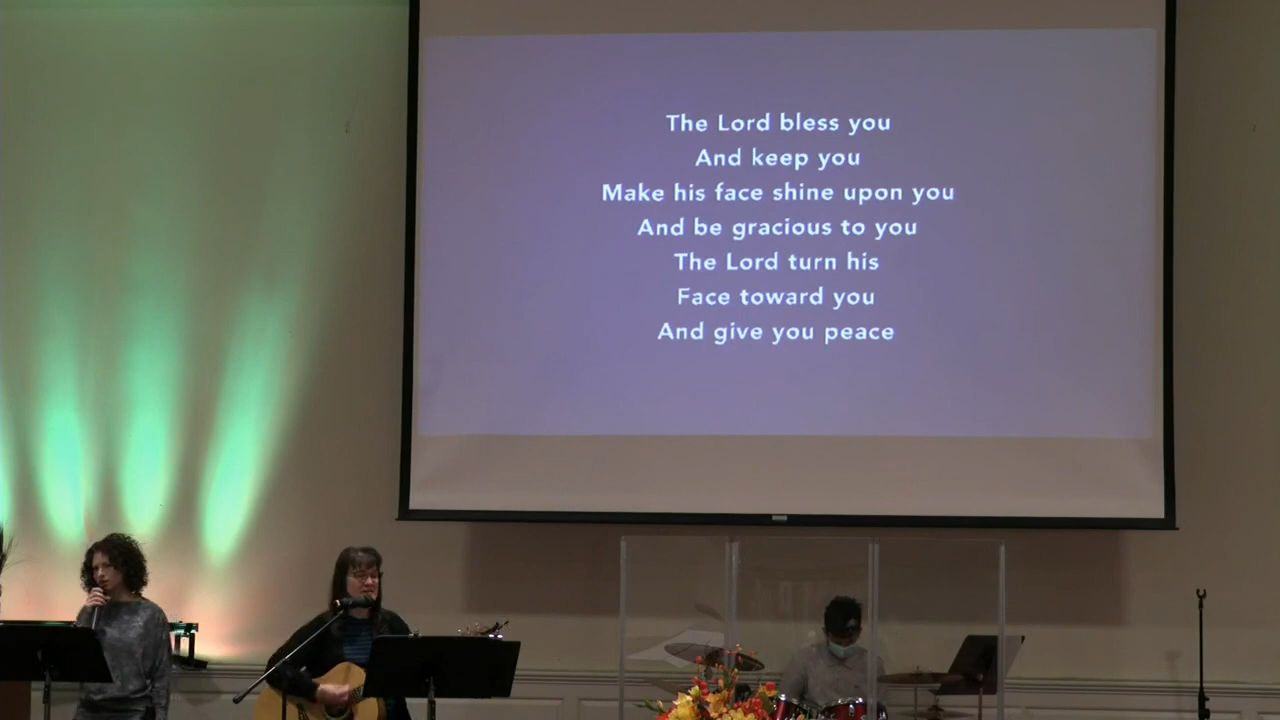 The Lord bless you
And keep you
Make his face shine upon you
And be gracious to you
The Lord turn his
Face toward you
And give you peace